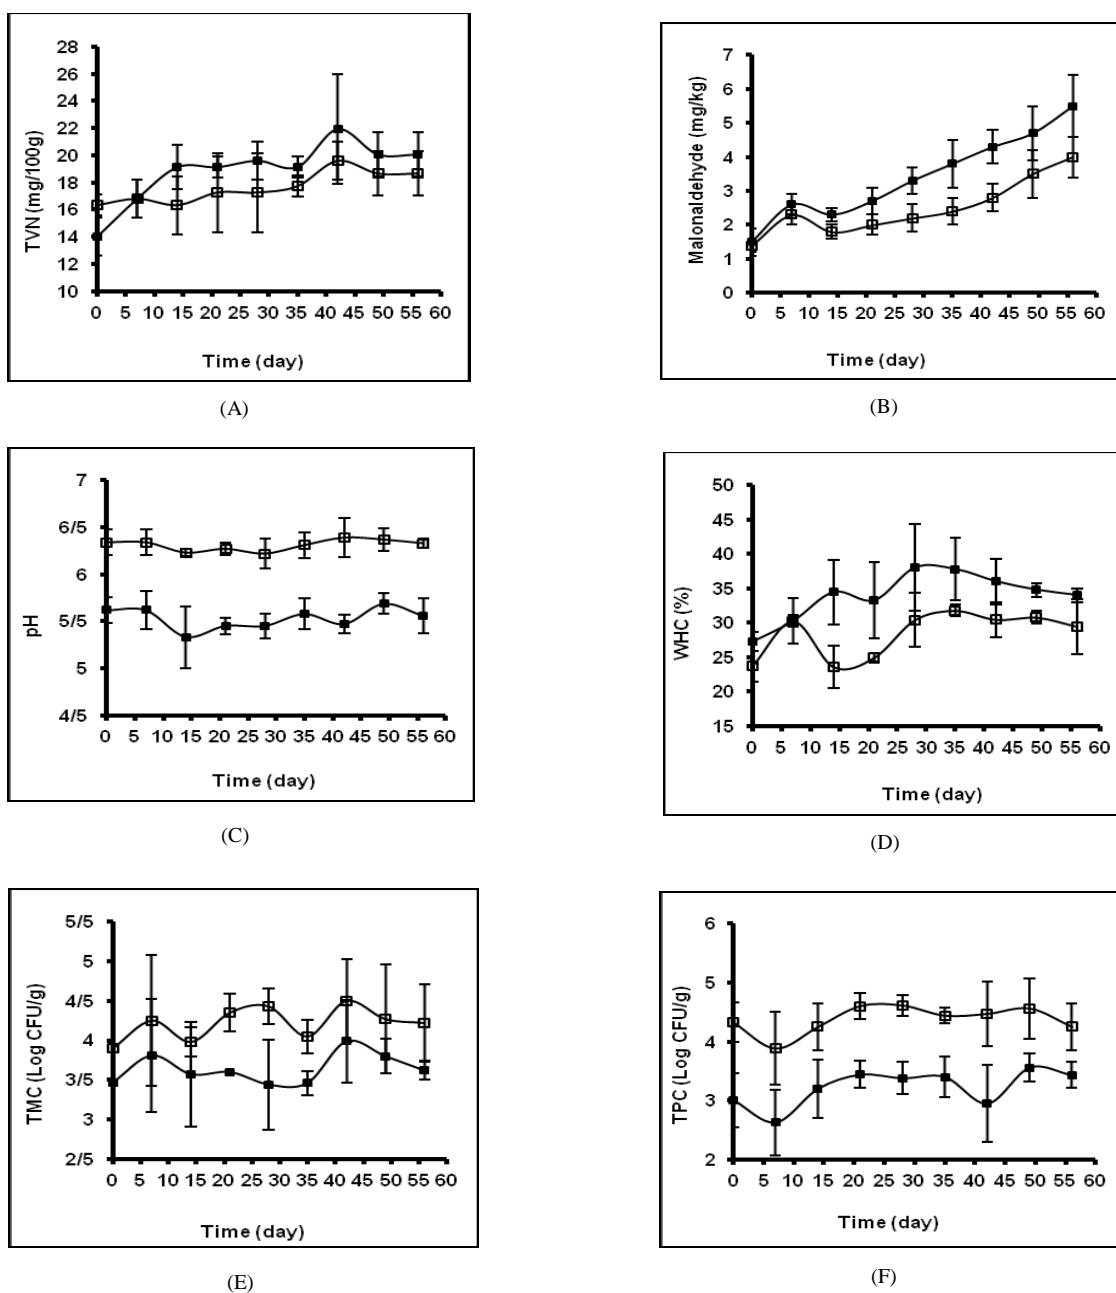 28
26
24
22
20
18
16
14
12
10
TVN (mg/100g)
0 5 10 15 20 25 30 35 40 45 50 55 60
Time (day)
(A)
7
6
5
4
3
2
1
0
Malonaldehyde (mg/kg)
0 5 10 15 20 25 30 35 40 45 50 55 60
Time (day)
(B)
7
6/5
6
5/5
5
4/5
pH
0 5 10 15 20 25 30 35 40 45 50 55 60
Time (day)
(C)
50
45
40
35
30
25
20
15
WHC (%)
0 5 10 15 20 25 30 35 40 45 50 55 60
Time (day)
(D)
5/5
5
4/5
4
3/5
3
2/5
TMC (Log CFU/g)
0 5 10 15 20 25 30 35 40 45 50 55 60
Time (day)
(E)
6
5
4
3
2
TPC (Log CFU/g)
0 5 10 15 20 25 30 35 40 45 50 55 60
Time (day)
(F)